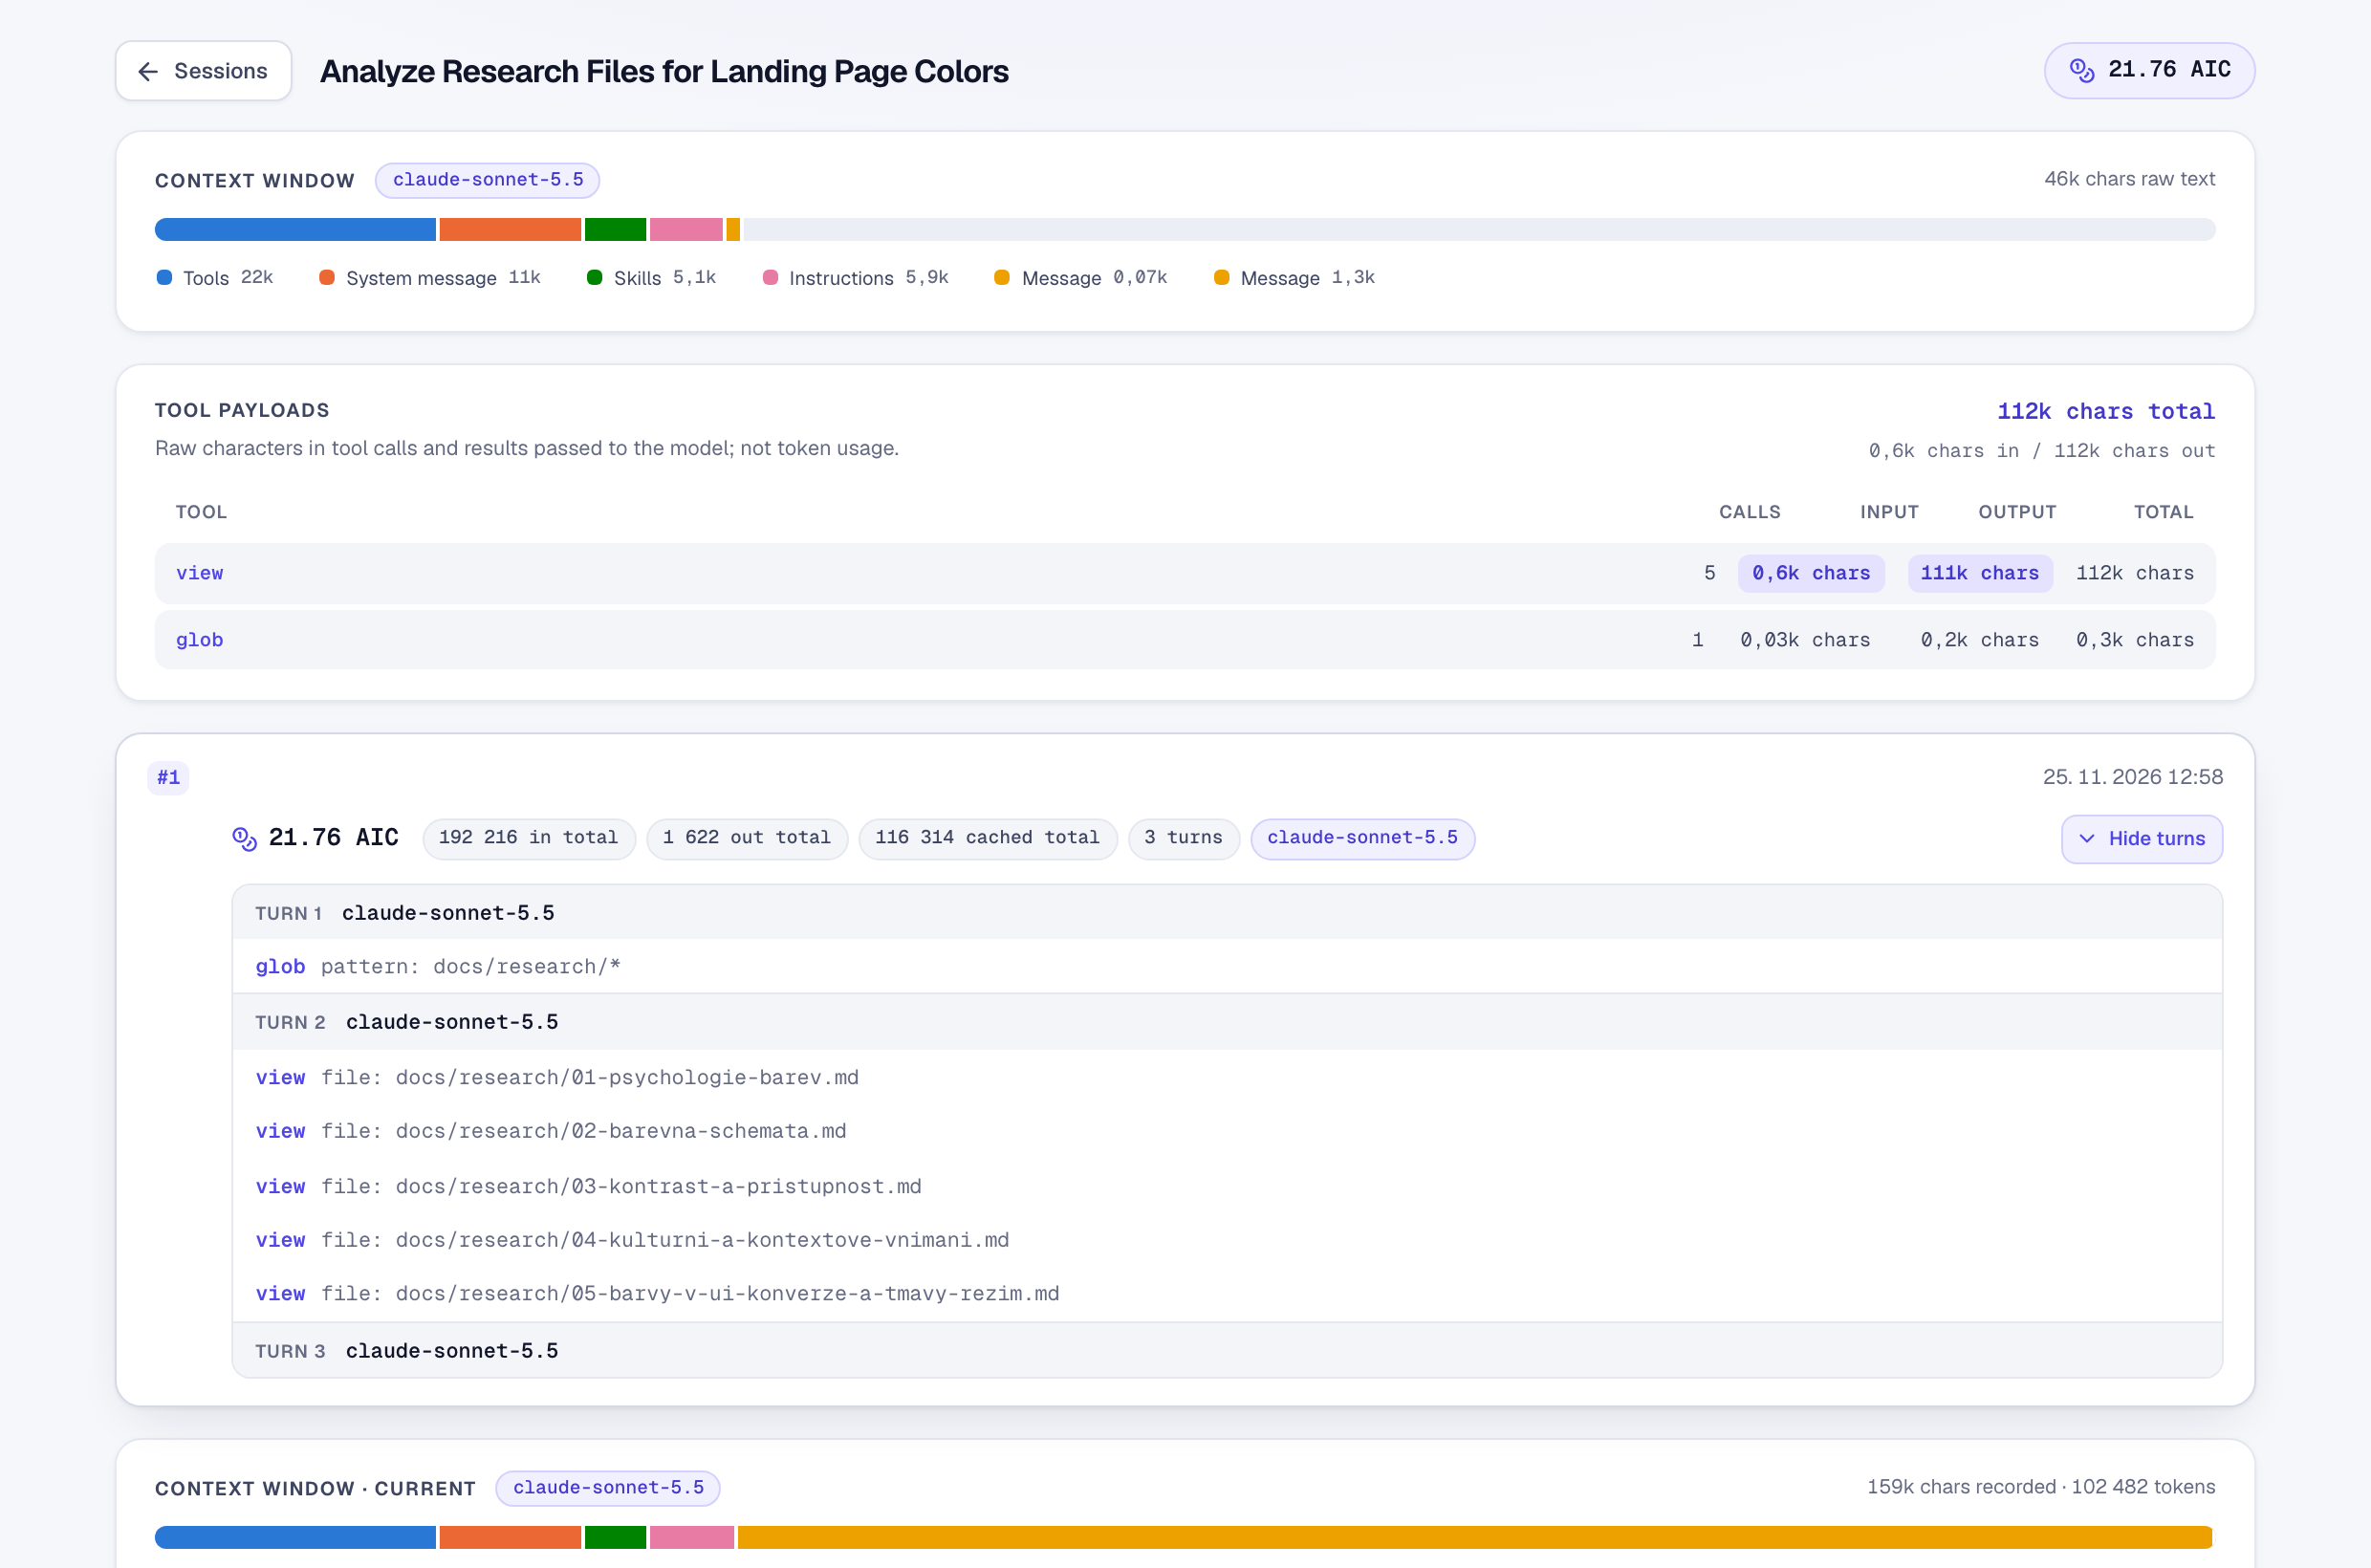 Sessions
Analyze Research Files for Landing Page Colors
21.76 AIC
CONTEXT WINDOW claude-sonnet-5.5
46k chars raw text
Tools 22k System message 11k Skills 5,1k Instructions 5,9k Message 0,07k Message 1,3k
TOOL PAYLOADS
112k chars total
Raw characters in tool calls and results passed to the model; not token usage.
0,6k chars in / 112k chars out
TOOL CALLS INPUT OUTPUT TOTAL
view 5 0,6k chars 111k chars 112k chars
glob 1 0,03k chars 0,2k chars 0,3k chars
#1
25. 11. 2026 12:58
21.76 AIC 192 216 in total 1 622 out total 116 314 cached total 3 turns claude-sonnet-5.5
Hide turns
TURN 1 claude-sonnet-5.5
glob pattern: docs/research/*
TURN 2 claude-sonnet-5.5
view file: docs/research/01-psychologie-barev.md
view file: docs/research/02-barevna-schemata.md
view file: docs/research/03-kontrast-a-pristupnost.md
view file: docs/research/04-kulturni-a-kontextove-vnimani.md
view file: docs/research/05-barvy-v-ui-konverze-a-tmavy-rezim.md
TURN 3 claude-sonnet-5.5
CONTEXT WINDOW · CURRENT claude-sonnet-5.5
159k chars recorded · 102 482 tokens